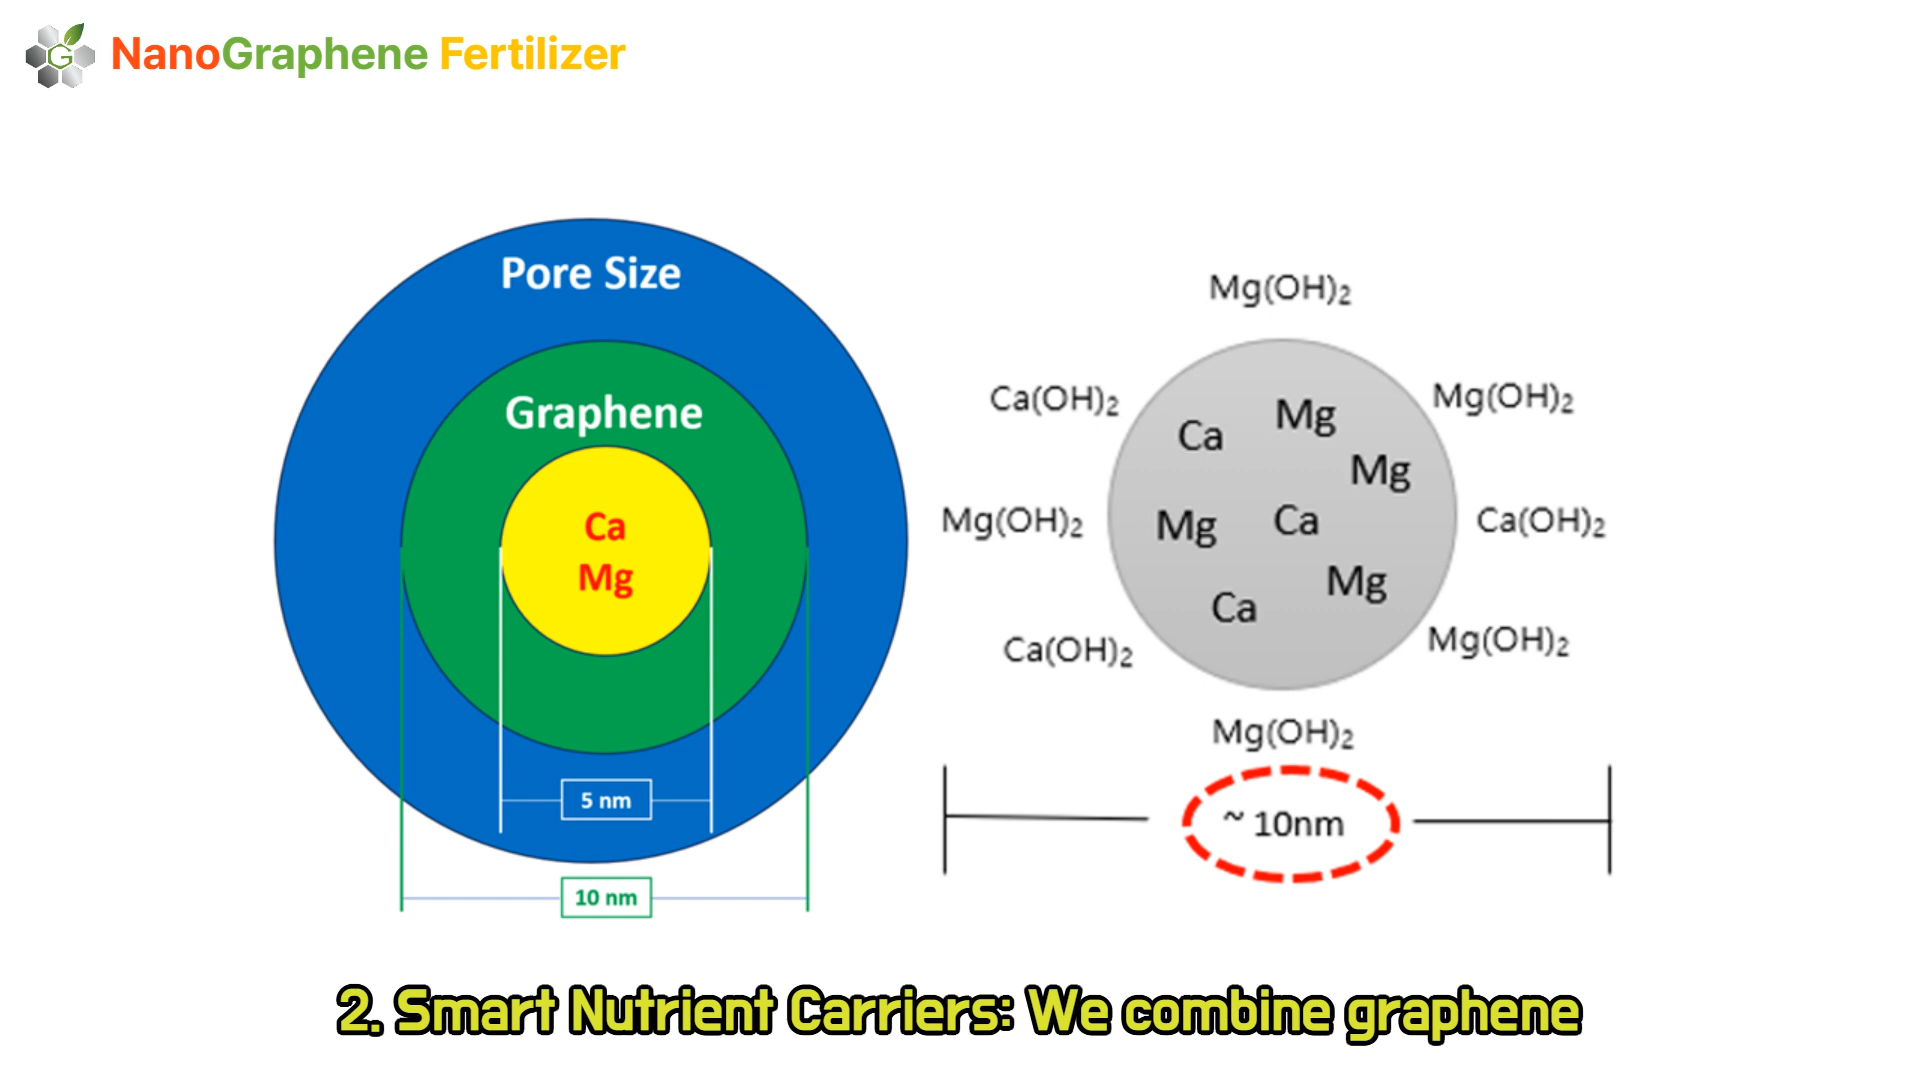 NanoGraphene Fertilizer
Pore Size
Graphene
Ca
Mg
5 nm
10 nm
Mg(OH)₂
Ca(OH)₂
Mg(OH)₂
Ca
Mg
Mg
Mg(OH)₂
Mg
Ca
Ca(OH)₂
Mg
Ca
Ca(OH)₂
Mg(OH)₂
Mg(OH)₂
~ 10nm
2. Smart Nutrient Carriers: We combine graphene